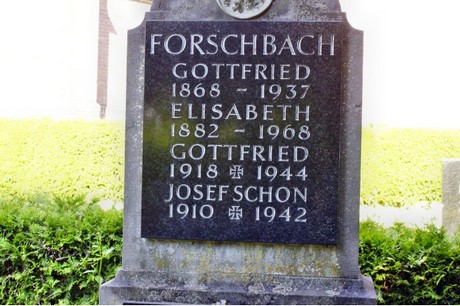 FORSCHBACH
GOTTFRIED
1868 - 1937
ELISABETH
1882 - 1968
GOTTFRIED
1918 ✠ 1944
JOSEF SCHON
1910 ✠ 1942